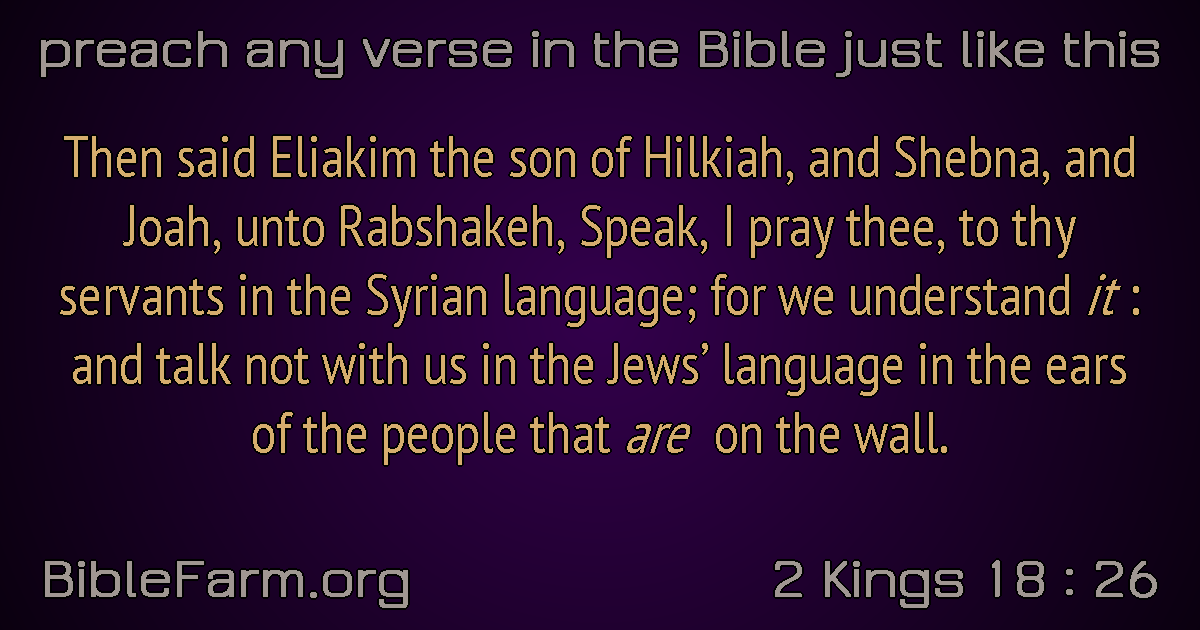 preach any verse in the Bible just like this
Then said Eliakim the son of Hilkiah, and Shebna, and
Joah, unto Rabshakeh, Speak, I pray thee, to thy
servants in the Syrian language; for we understand it :
and talk not with us in the Jews’ language in the ears
of the people that are on the wall.
BibleFarm.org
2 Kings 18 : 26